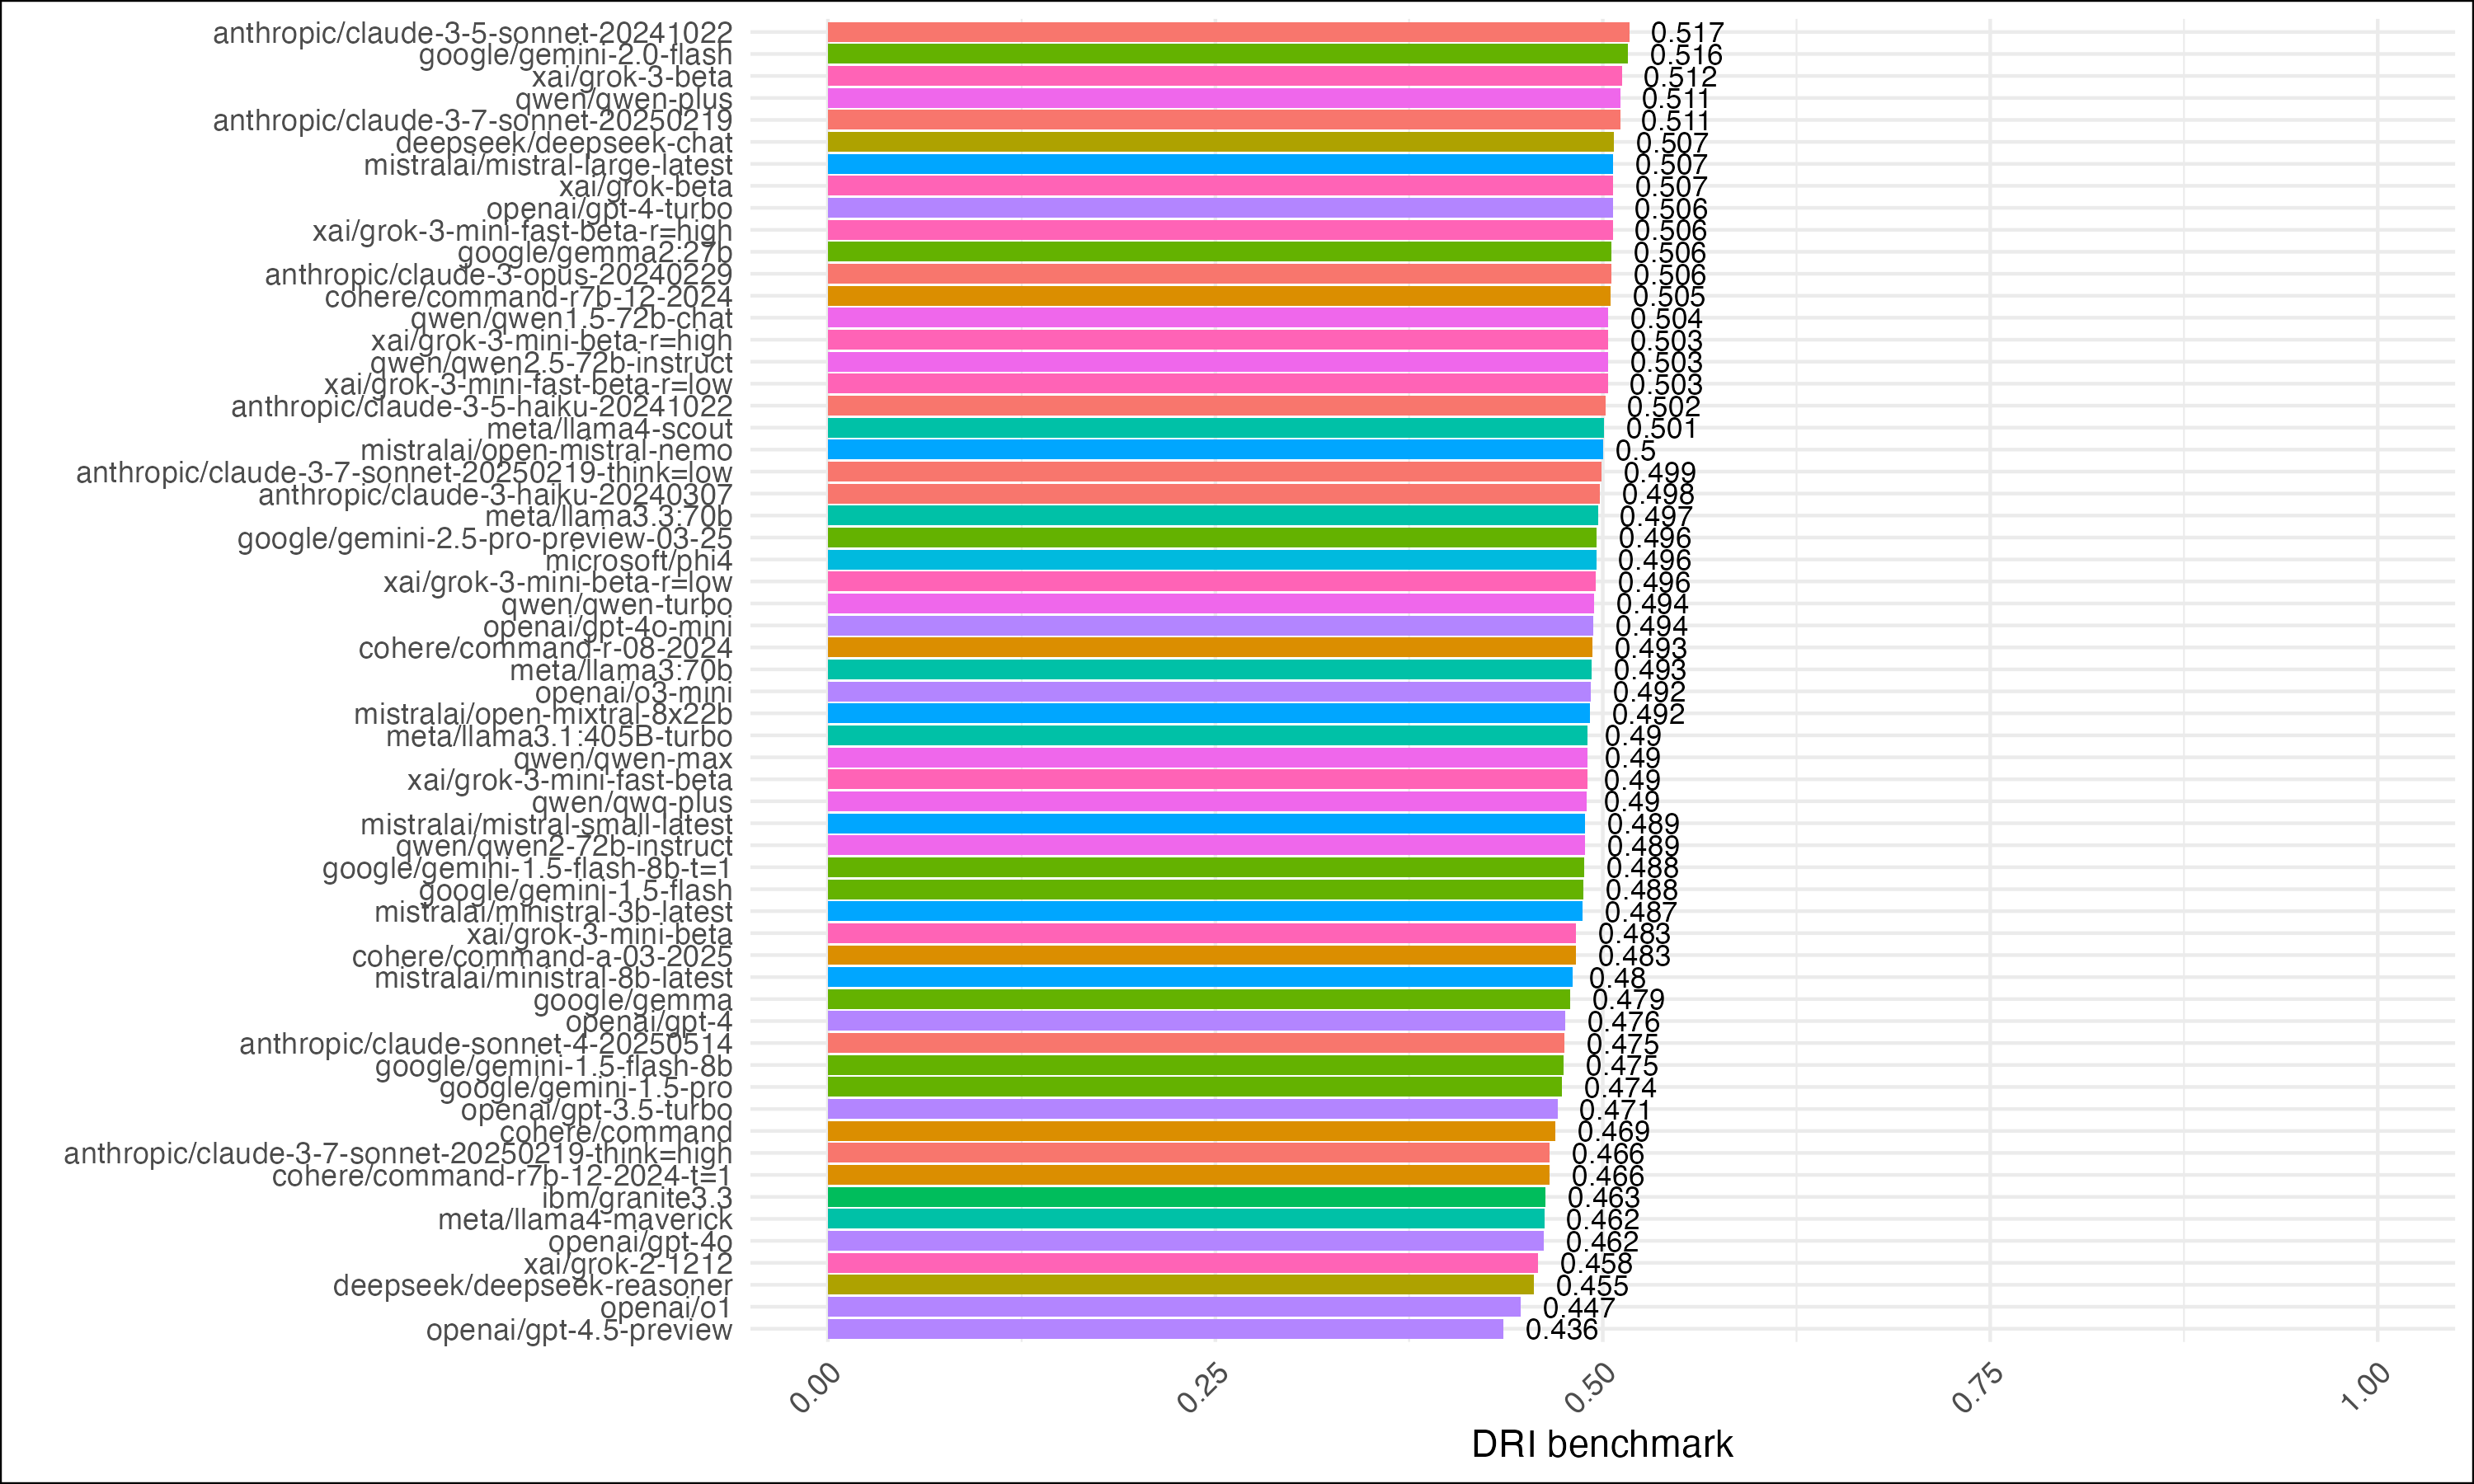 anthropic/claude-3-5-sonnet-20241022 0.517
google/gemini-2.0-flash 0.516
xai/grok-3-beta 0.512
qwen/qwen-plus 0.511
anthropic/claude-3-7-sonnet-20250219 0.511
deepseek/deepseek-chat 0.507
mistralai/mistral-large-latest 0.507
xai/grok-beta 0.507
openai/gpt-4-turbo 0.506
xai/grok-3-mini-fast-beta-r=high 0.506
google/gemma2:27b 0.506
anthropic/claude-3-opus-20240229 0.506
cohere/command-r7b-12-2024 0.505
qwen/qwen1.5-72b-chat 0.504
xai/grok-3-mini-beta-r=high 0.503
qwen/qwen2.5-72b-instruct 0.503
xai/grok-3-mini-fast-beta-r=low 0.503
anthropic/claude-3-5-haiku-20241022 0.502
meta/llama4-scout 0.501
mistralai/open-mistral-nemo 0.5
anthropic/claude-3-7-sonnet-20250219-think=low 0.499
anthropic/claude-3-haiku-20240307 0.498
meta/llama3.3:70b 0.497
google/gemini-2.5-pro-preview-03-25 0.496
microsoft/phi4 0.496
xai/grok-3-mini-beta-r=low 0.496
qwen/qwen-turbo 0.494
openai/gpt-4o-mini 0.494
cohere/command-r-08-2024 0.493
meta/llama3:70b 0.493
openai/o3-mini 0.492
mistralai/open-mixtral-8x22b 0.492
meta/llama3.1:405B-turbo 0.49
qwen/qwen-max 0.49
xai/grok-3-mini-fast-beta 0.49
qwen/qwq-plus 0.49
mistralai/mistral-small-latest 0.489
qwen/qwen2-72b-instruct 0.489
google/gemini-1.5-flash-8b-t=1 0.488
google/gemini-1.5-flash 0.488
mistralai/ministral-3b-latest 0.487
xai/grok-3-mini-beta 0.483
cohere/command-a-03-2025 0.483
mistralai/ministral-8b-latest 0.48
google/gemma 0.479
openai/gpt-4 0.476
anthropic/claude-sonnet-4-20250514 0.475
google/gemini-1.5-flash-8b 0.475
google/gemini-1.5-pro 0.474
openai/gpt-3.5-turbo 0.471
cohere/command 0.469
anthropic/claude-3-7-sonnet-20250219-think=high 0.466
cohere/command-r7b-12-2024-t=1 0.466
ibm/granite3.3 0.463
meta/llama4-maverick 0.462
openai/gpt-4o 0.462
xai/grok-2-1212 0.458
deepseek/deepseek-reasoner 0.455
openai/o1 0.447
openai/gpt-4.5-preview 0.436
0.00 0.25 0.50 0.75 1.00
DRI benchmark